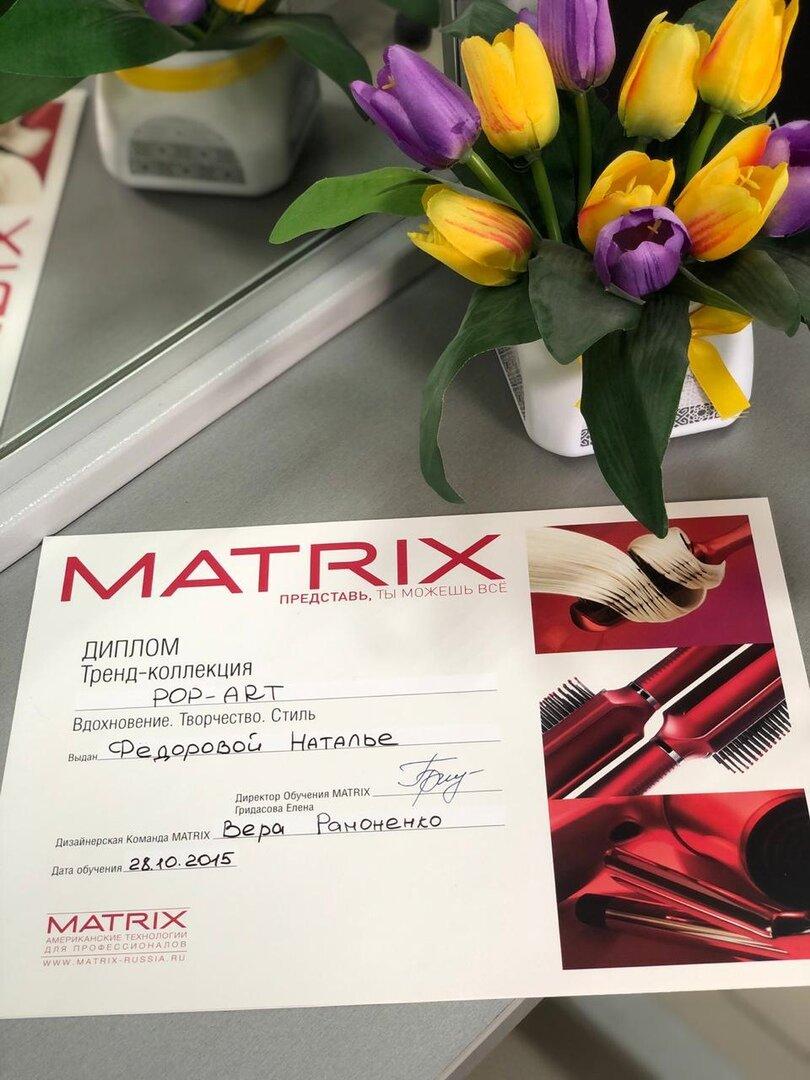 MATRIX
ПРЕДСТАВЬ, ТЫ МОЖЕШЬ ВСЁ
ДИПЛОМ
Тренд-коллекция
POP-ART
Вдохновение. Творчество. Стиль
Выдан Федоровой Наталье
Директор Обучения MATRIX
Гридасова Елена
Дизайнерская Команда MATRIX Вера Рамоненко
Дата обучения 28.10.2015
MATRIX
АМЕРИКАНСКИЕ ТЕХНОЛОГИИ
ДЛЯ ПРОФЕССИОНАЛОВ
WWW.MATRIX-RUSSIA.RU